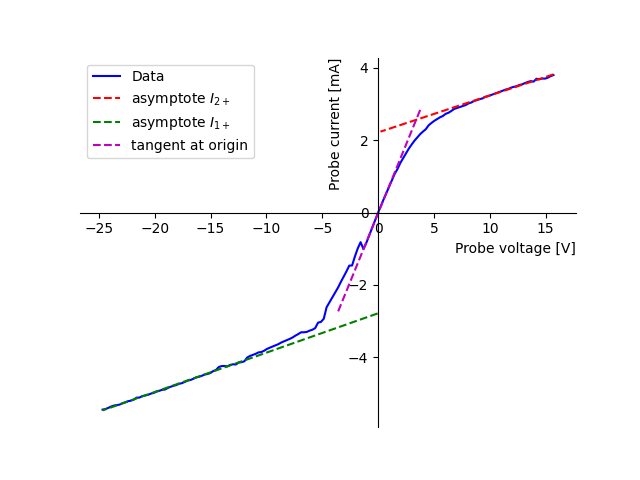 Data
asymptote I2+
asymptote I1+
tangent at origin
Probe current [mA]
4
2
0
−2
−4
−25 −20 −15 −10 −5 0 5 10 15
Probe voltage [V]